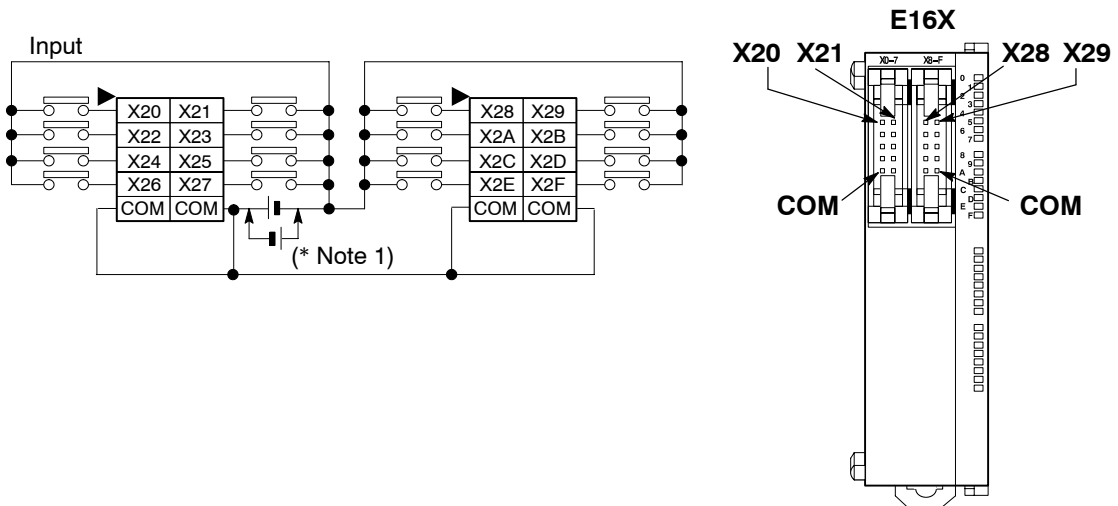 E16X
Input
X20 X21 X28 X29
X0-7 X8-F
X20 X21 X28 X29
X22 X23 X2A X2B
X24 X25 X2C X2D
X26 X27 X2E X2F
COM COM COM COM
(* Note 1)
COM COM
0
1
2
3
4
5
6
7
8
9
A
B
C
D
E
F